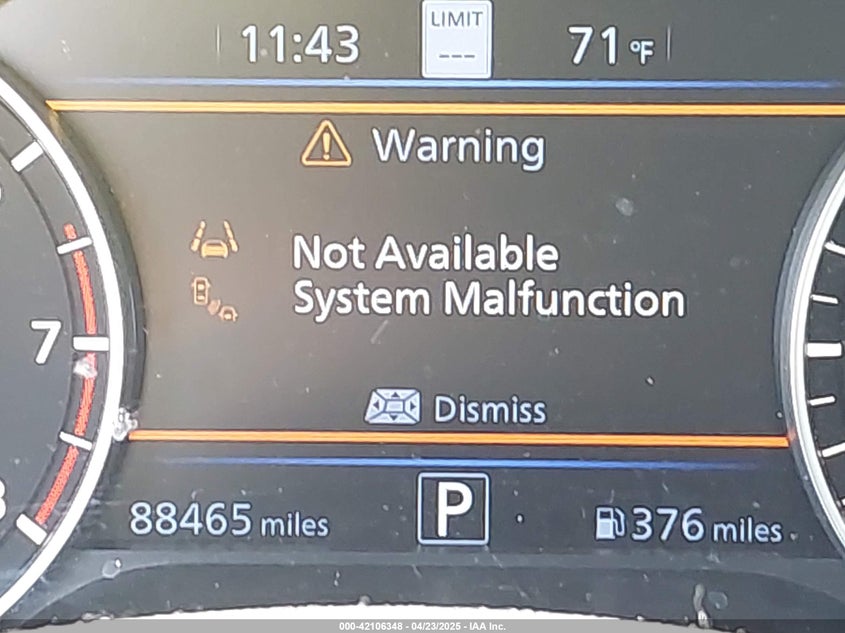 11:43
LIMIT
---
71 °F
Warning
Not Available
System Malfunction
Dismiss
7
88465 miles
P
376 miles
000-42106348 - 04/23/2025 - IAA Inc.